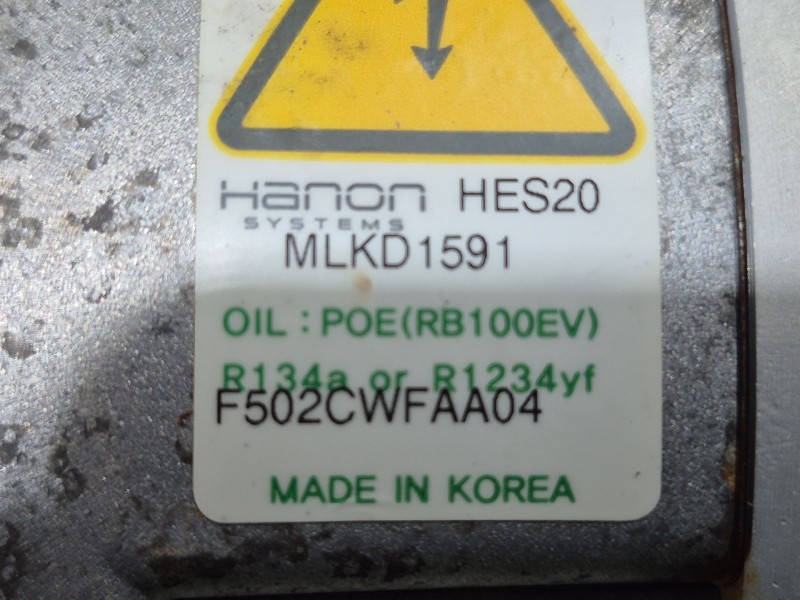 Hanon HES20
SYSTEMS
MLKD1591
OIL : POE(RB100EV)
R134a or R1234yf
F502CWFAA04
MADE IN KOREA